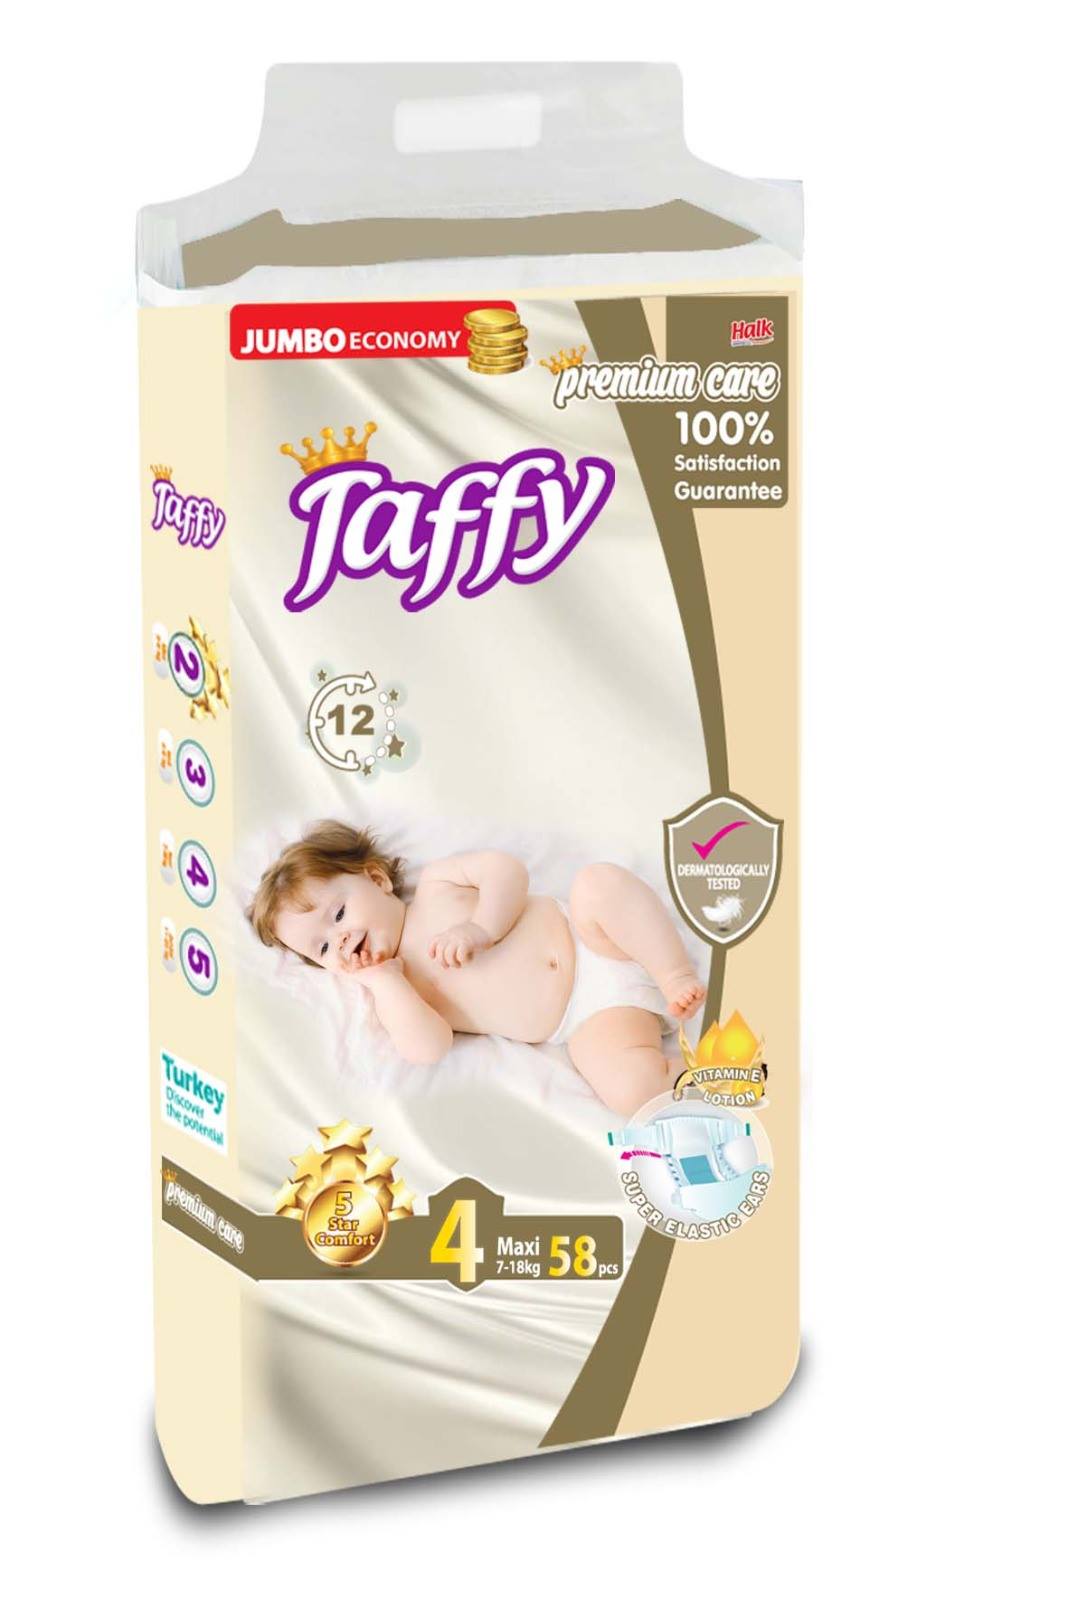 JUMBO ECONOMY
Halk
premium care
100%
Satisfaction
Guarantee
Taffy
Taffy
12
2
3
4
5
DERMATOLOGICALLY
TESTED
VITAMIN E
LOTION
SUPER ELASTIC EARS
Turkey
Discover
the potential
premium care
5
Star
Comfort
4
Maxi
7-18kg
58 pcs